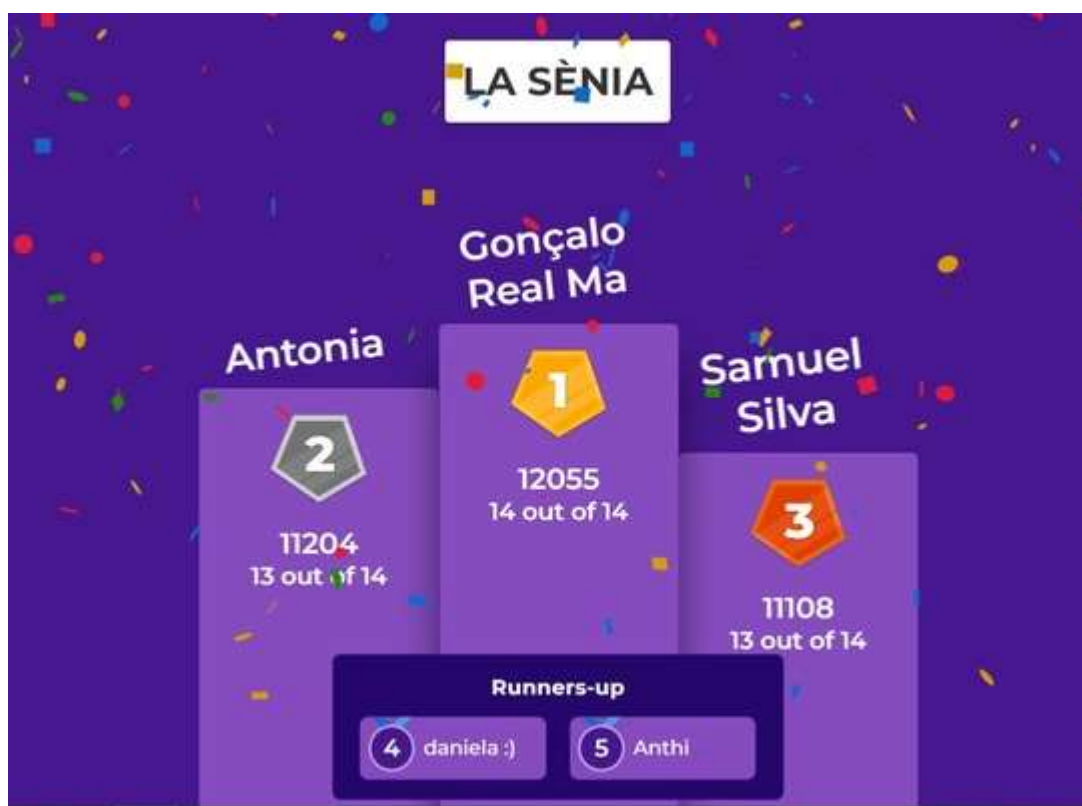 LA SÈNIA
Gonçalo
Real Ma
1
12055
14 out of 14
Antonia
2
11204
13 out of 14
Samuel
Silva
3
11108
13 out of 14
Runners-up
4 daniela :)
5 Anthi